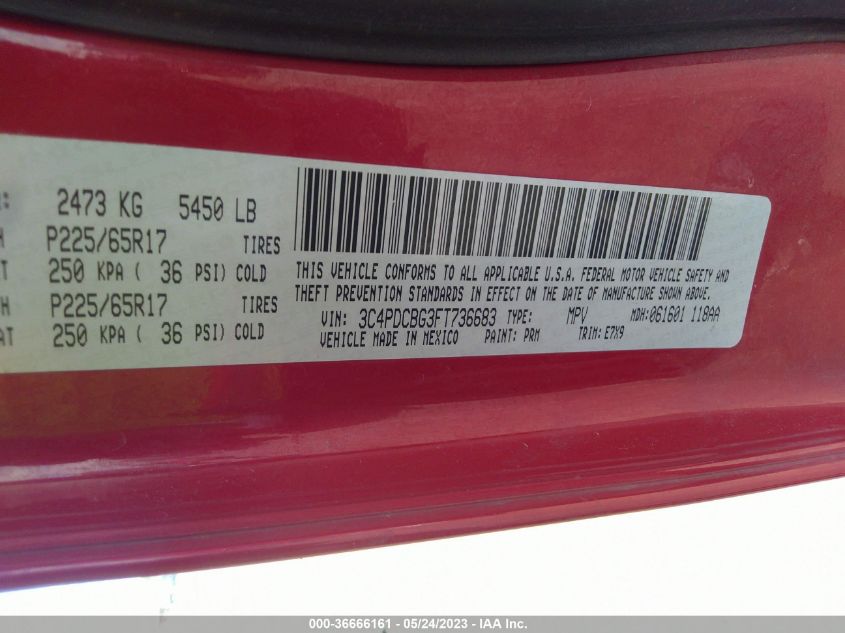 2473 KG 5450 LB
P225/65R17 TIRES
250 KPA ( 36 PSI) COLD
P225/65R17 TIRES
250 KPA ( 36 PSI) COLD
THIS VEHICLE CONFORMS TO ALL APPLICABLE U.S.A. FEDERAL MOTOR VEHICLE SAFETY AND
THEFT PREVENTION STANDARDS IN EFFECT ON THE DATE OF MANUFACTURE SHOWN ABOVE.
VIN: 3C4PDCBG3FT736683 TYPE: MPV MDH:061601 118AA
VEHICLE MADE IN MEXICO PAINT: PRM TRIM: E7X9
000-36666161 - 05/24/2023 - IAA Inc.